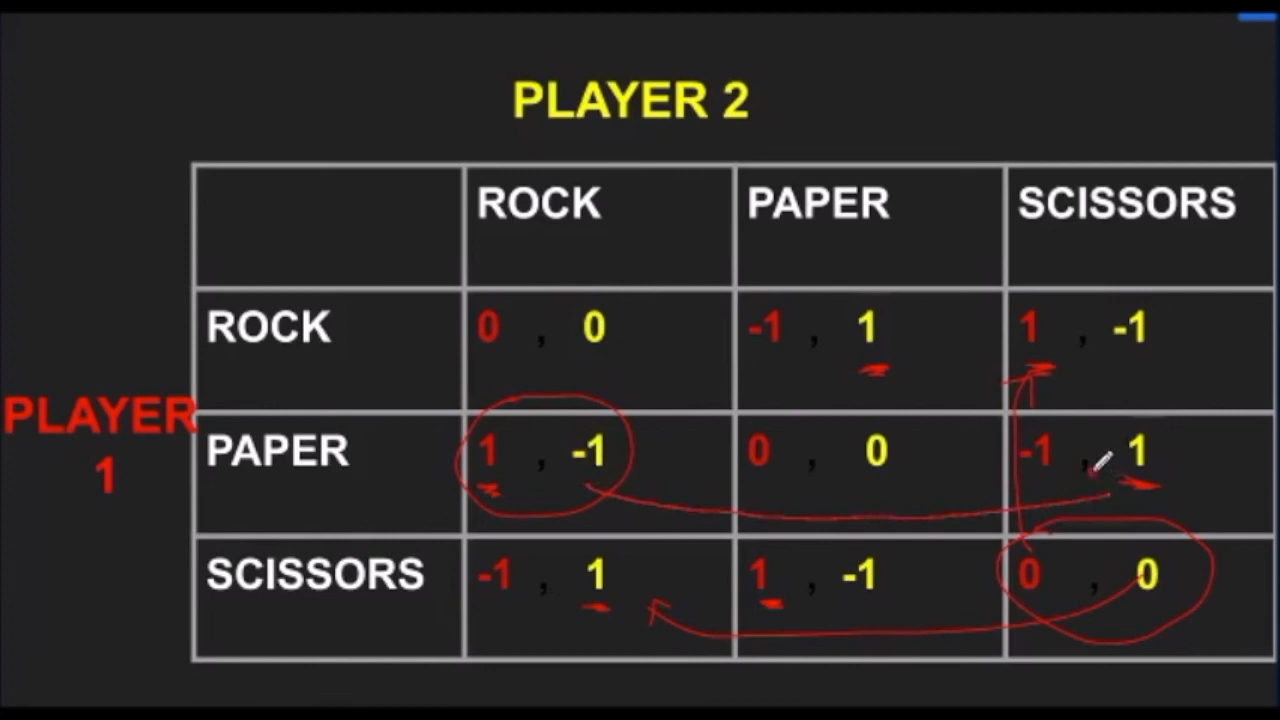 PLAYER 2
ROCK PAPER SCISSORS
ROCK 0 , 0 -1 , 1 1 , -1
PLAYER
1
PAPER 1 , -1 0 , 0 -1 , 1
SCISSORS -1 , 1 1 , -1 0 , 0